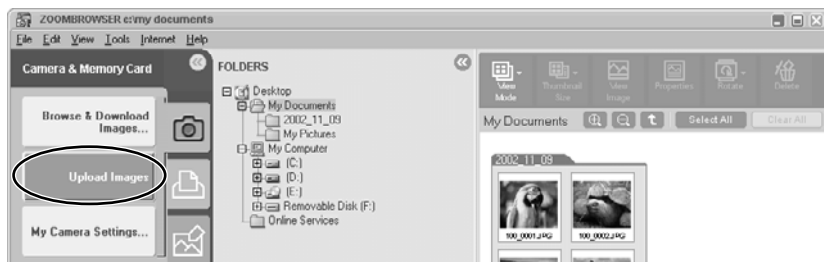 ZOOMBROWSER c:\my documents
File Edit View Tools Internet Help
Camera & Memory Card
Browse & Download
Images...
Upload Images
My Camera Settings...
FOLDERS
Desktop
My Documents
2002_11_09
My Pictures
My Computer
(C:)
(D:)
(E:)
Removable Disk (F:)
Online Services
View
Mode
Thumbnail
Size
View
Image
Properties
Rotate
Delete
My Documents
Select All
Clear All
2002_11_09
100_0001.JPG
100_0002.JPG